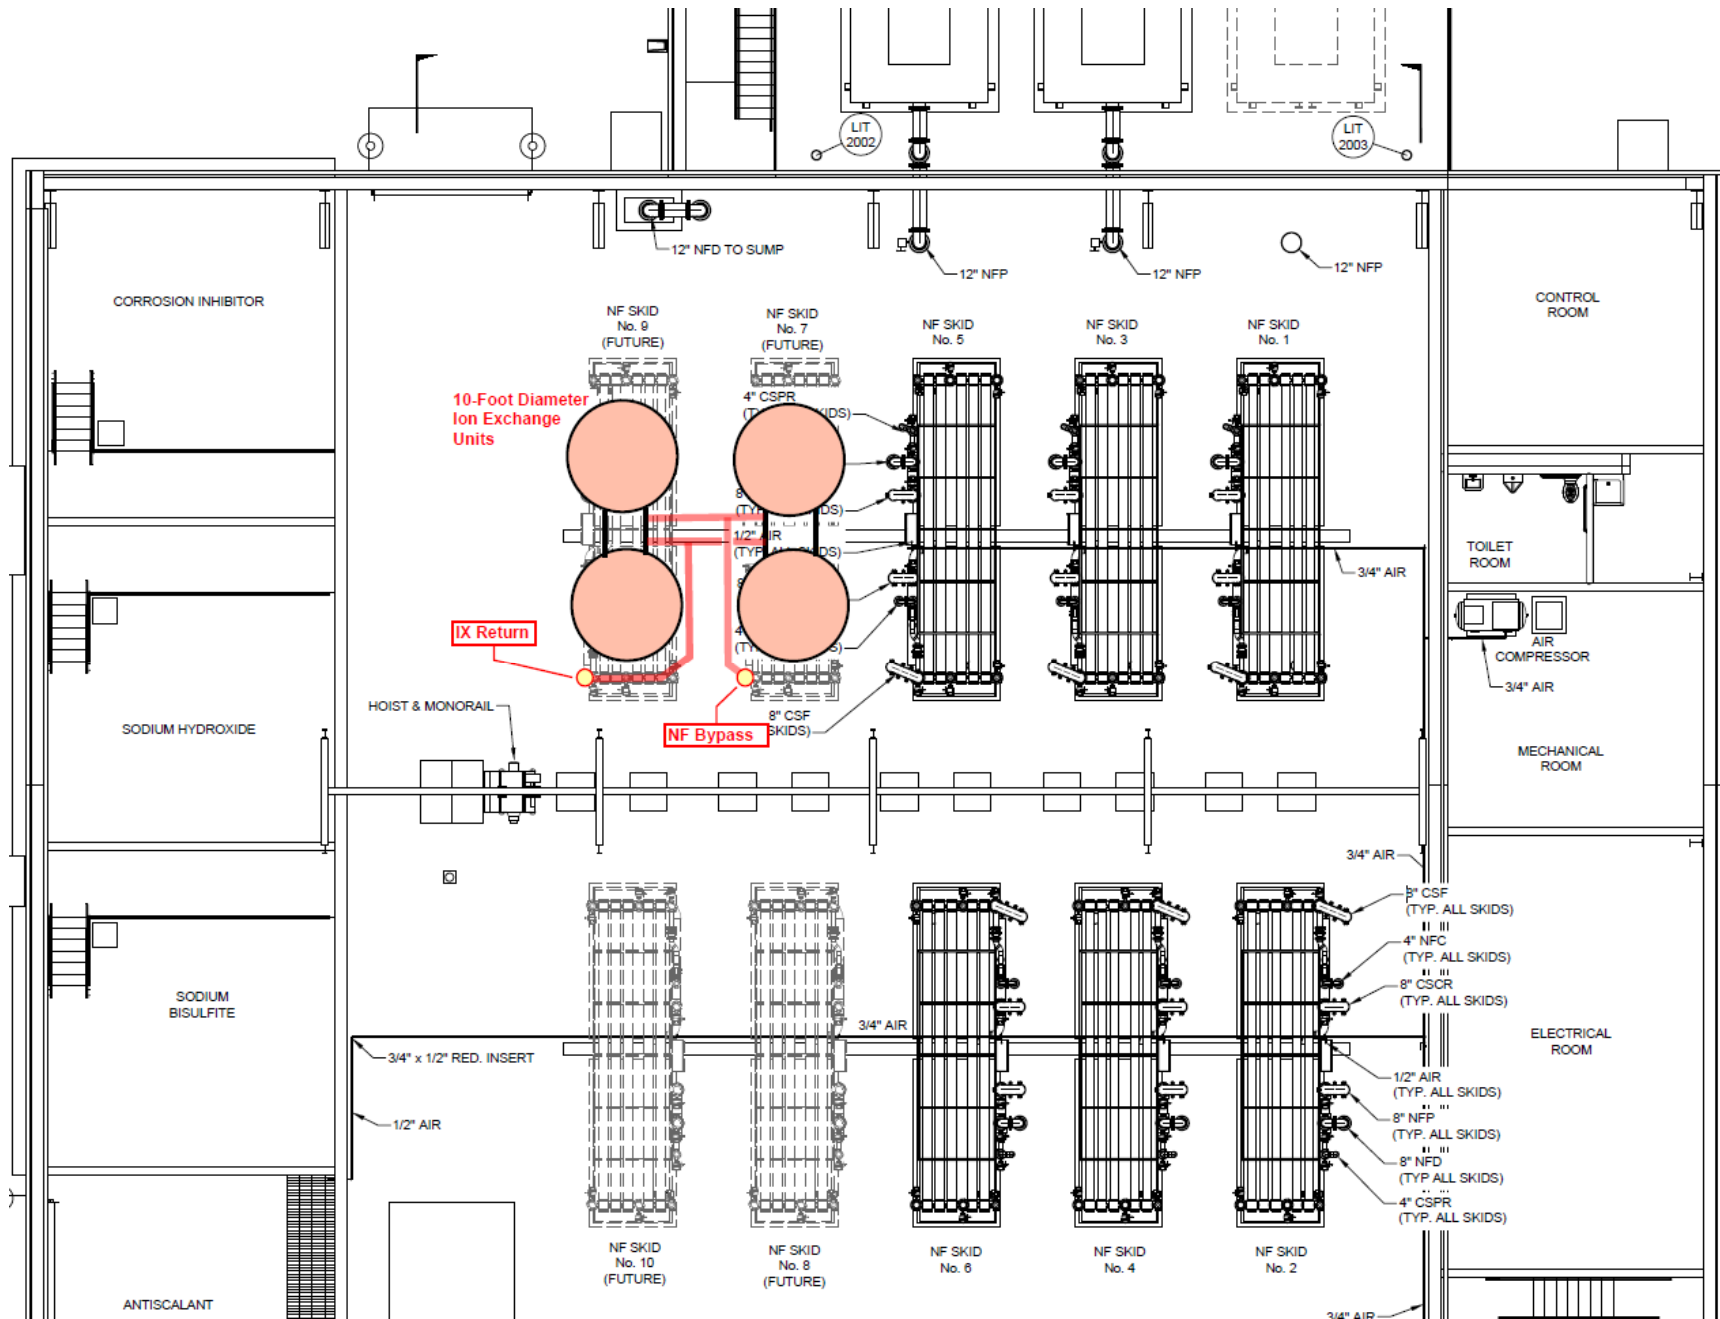 LIT
2002
LIT
2003
12" NFD TO SUMP
12" NFP
12" NFP
12" NFP
CORROSION INHIBITOR
CONTROL
ROOM
NF SKID
No. 9
(FUTURE)
NF SKID
No. 7
(FUTURE)
NF SKID
No. 5
NF SKID
No. 3
NF SKID
No. 1
10-Foot Diameter
Ion Exchange
Units
4" CSPR
8"
1/2" AIR
3/4" AIR
TOILET
ROOM
IX Return
AIR
COMPRESSOR
3/4" AIR
HOIST & MONORAIL
8" CSF
SKIDS)
NF Bypass
SODIUM HYDROXIDE
MECHANICAL
ROOM
3/4" AIR
8" CSF
(TYP. ALL SKIDS)
4" NFC
(TYP. ALL SKIDS)
8" CSCR
(TYP. ALL SKIDS)
SODIUM
BISULFITE
3/4" AIR
ELECTRICAL
ROOM
3/4" x 1/2" RED. INSERT
1/2" AIR
(TYP. ALL SKIDS)
1/2" AIR
8" NFP
(TYP. ALL SKIDS)
8" NFD
(TYP ALL SKIDS)
4" CSPR
(TYP. ALL SKIDS)
NF SKID
No. 10
(FUTURE)
NF SKID
No. 8
(FUTURE)
NF SKID
No. 6
NF SKID
No. 4
NF SKID
No. 2
ANTISCALANT
3/4" AIR